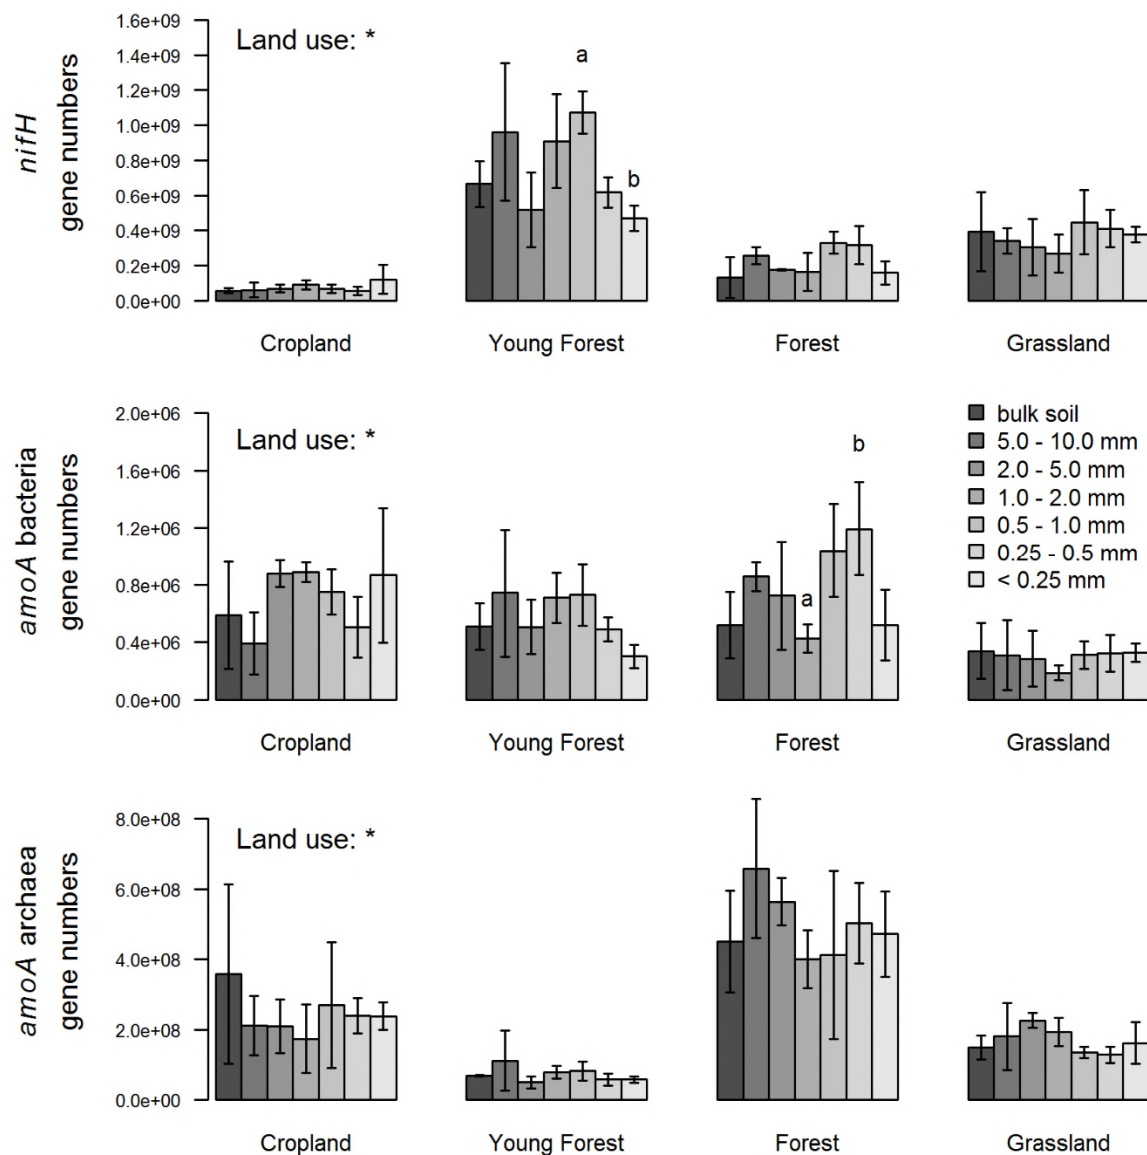 nifH
gene numbers
1.6e+09
1.4e+09
1.2e+09
1.0e+09
0.8e+09
0.6e+09
0.4e+09
0.2e+09
0.0e+00
Land use: *
a
b
Cropland
Young Forest
Forest
Grassland
amoA bacteria
gene numbers
2.0e+06
1.6e+06
1.2e+06
0.8e+06
0.4e+06
0.0e+00
Land use: *
a
b
bulk soil
5.0 - 10.0 mm
2.0 - 5.0 mm
1.0 - 2.0 mm
0.5 - 1.0 mm
0.25 - 0.5 mm
< 0.25 mm
Cropland
Young Forest
Forest
Grassland
amoA archaea
gene numbers
8.0e+08
6.0e+08
4.0e+08
2.0e+08
0.0e+00
Land use: *
Cropland
Young Forest
Forest
Grassland